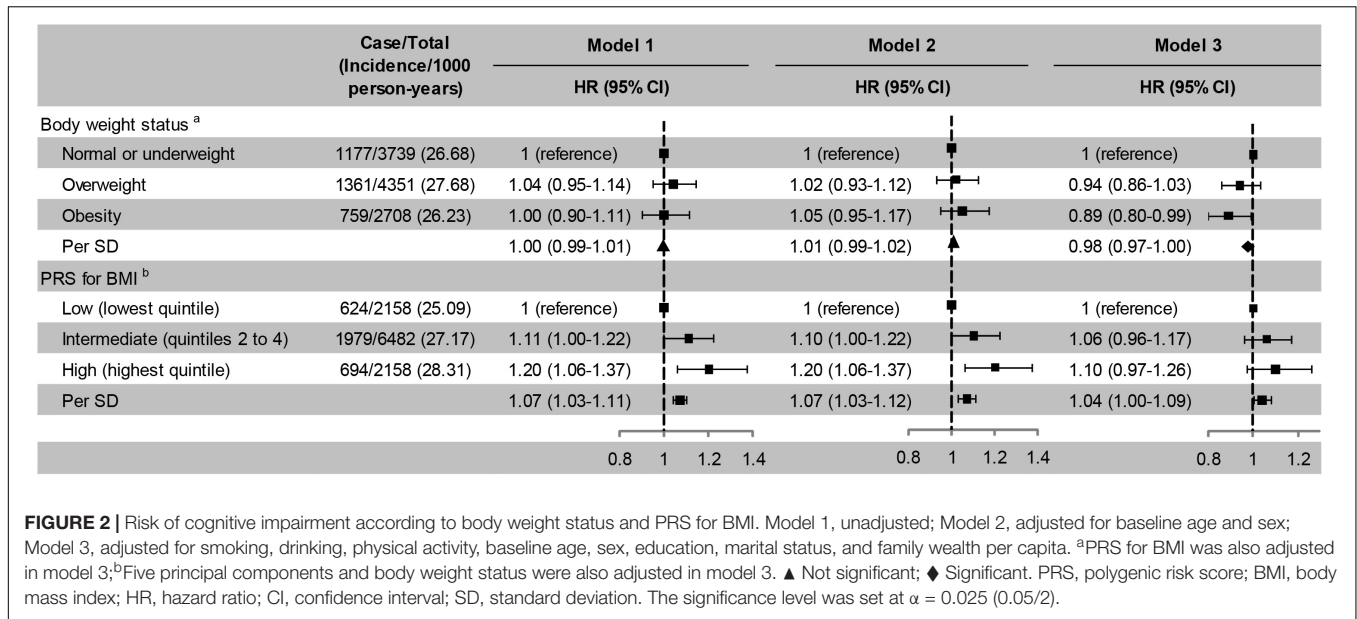 Case/Total (Incidence/1000 person-years) Model 1 Model 2 Model 3
HR (95% CI) HR (95% CI) HR (95% CI)
Body weight status a
Normal or underweight 1177/3739 (26.68) 1 (reference) 1 (reference) 1 (reference)
Overweight 1361/4351 (27.68) 1.04 (0.95-1.14) 1.02 (0.93-1.12) 0.94 (0.86-1.03)
Obesity 759/2708 (26.23) 1.00 (0.90-1.11) 1.05 (0.95-1.17) 0.89 (0.80-0.99)
Per SD 1.00 (0.99-1.01) 1.01 (0.99-1.02) 0.98 (0.97-1.00)
PRS for BMI b
Low (lowest quintile) 624/2158 (25.09) 1 (reference) 1 (reference) 1 (reference)
Intermediate (quintiles 2 to 4) 1979/6482 (27.17) 1.11 (1.00-1.22) 1.10 (1.00-1.22) 1.06 (0.96-1.17)
High (highest quintile) 694/2158 (28.31) 1.20 (1.06-1.37) 1.20 (1.06-1.37) 1.10 (0.97-1.26)
Per SD 1.07 (1.03-1.11) 1.07 (1.03-1.12) 1.04 (1.00-1.09)
0.8 1 1.2 1.4 0.8 1 1.2 1.4 0.8 1 1.2
FIGURE 2 | Risk of cognitive impairment according to body weight status and PRS for BMI. Model 1, unadjusted; Model 2, adjusted for baseline age and sex;
Model 3, adjusted for smoking, drinking, physical activity, baseline age, sex, education, marital status, and family wealth per capita. aPRS for BMI was also adjusted
in model 3;bFive principal components and body weight status were also adjusted in model 3. ▲ Not significant; ◆ Significant. PRS, polygenic risk score; BMI, body
mass index; HR, hazard ratio; CI, confidence interval; SD, standard deviation. The significance level was set at α = 0.025 (0.05/2).